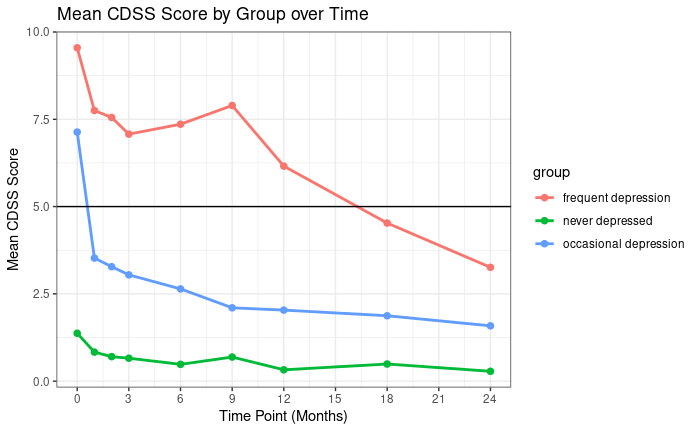 Mean CDSS Score by Group over Time
Mean CDSS Score
10.0
7.5
5.0
2.5
0.0
0 3 6 9 12 15 18 21 24
Time Point (Months)
group
frequent depression
never depressed
occasional depression